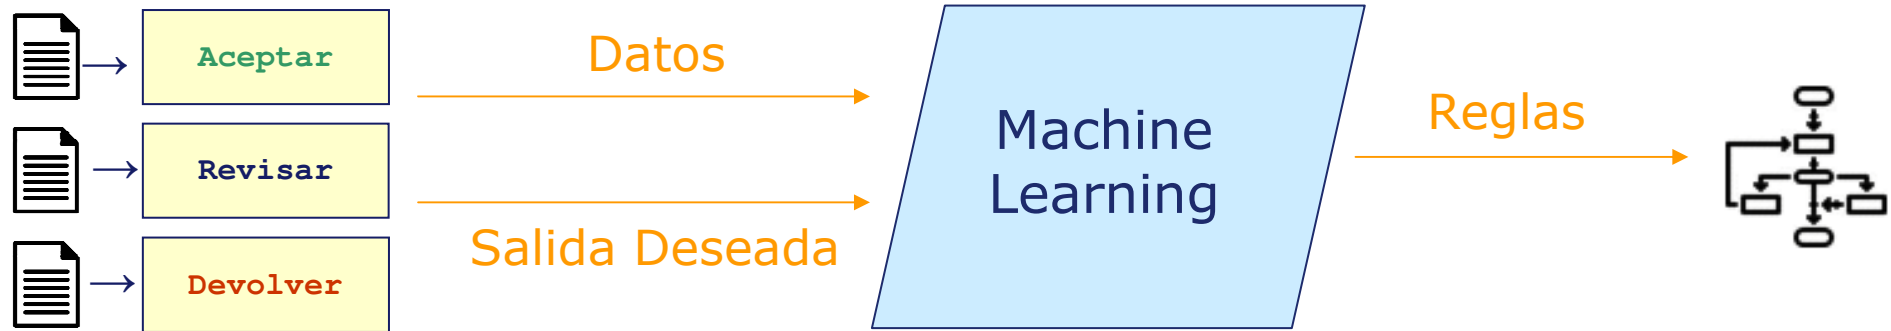 Aceptar
Revisar
Devolver
Datos
Salida Deseada
Machine
Learning
Reglas